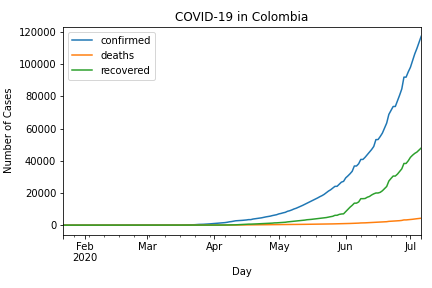 COVID-19 in Colombia
confirmed
deaths
recovered
120000
100000
80000
60000
40000
20000
0
Number of Cases
Feb Mar Apr May Jun Jul
2020
Day